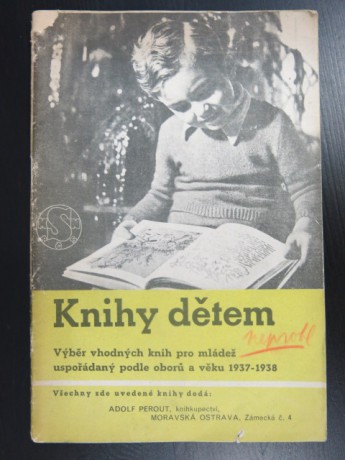 Knihy dětem
Výběr vhodných knih pro mládež
uspořádaný podle oborů a věku 1937-1938
Všechny zde uvedené knihy dodá:
ADOLF PEROUT, knihkupectví,
MORAVSKÁ OSTRAVA, Zámecká č. 4